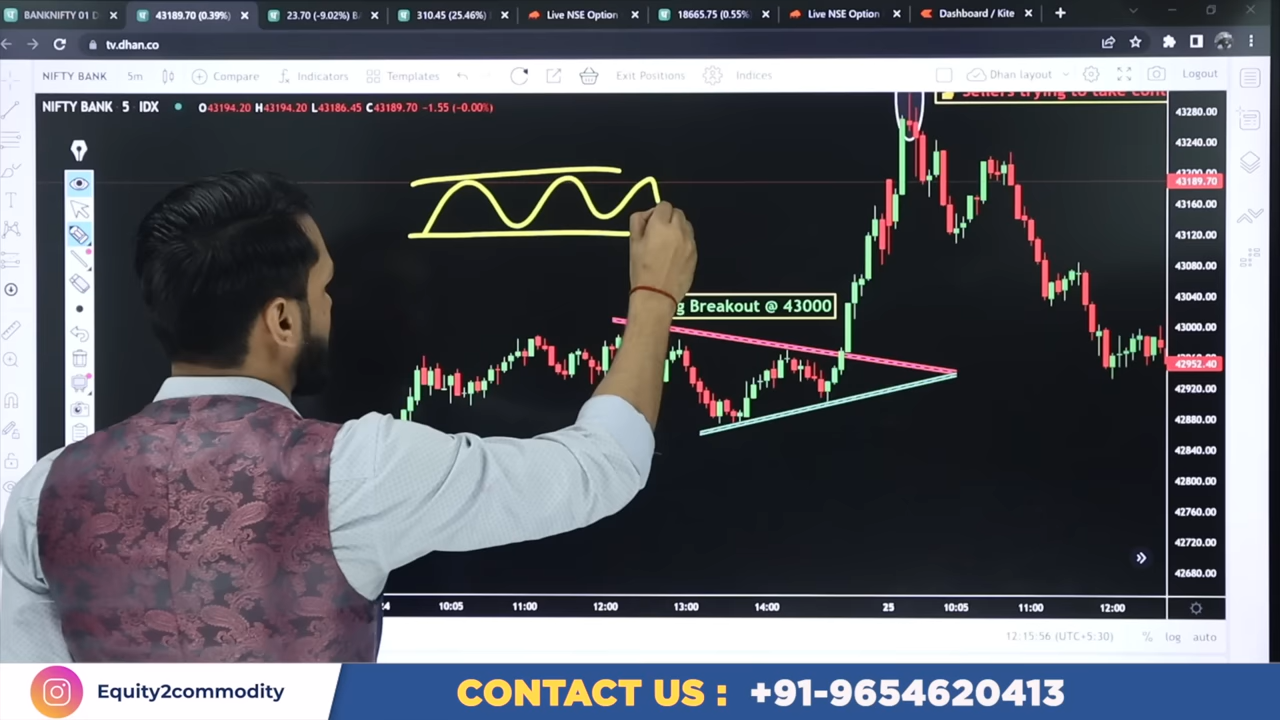 BANKNIFTY 01 D
43189.70 (0.39%)
23.70 (-9.02%) B
310.45 (25.46%)
Live NSE Option
18665.75 (0.55%)
Live NSE Option
Dashboard / Kite
tv.dhan.co
NIFTY BANK 5m Compare Indicators Templates Exit Positions Indices Dhan layout Logout
NIFTY BANK 5 IDX O43194.20 H43194.20 L43186.45 C43189.70 -1.55 (-0.00%)
Sellers trying to take
43280.00
43240.00
43189.70
43160.00
43120.00
43080.00
43040.00
g Breakout @ 43000
43000.00
42952.40
42920.00
42880.00
42840.00
42800.00
42760.00
42720.00
42680.00
10:05 11:00 12:00 13:00 14:00 25 10:05 11:00 12:00
12:15:56 (UTC+5:30) % log auto
Equity2commodity
CONTACT US : +91-9654620413